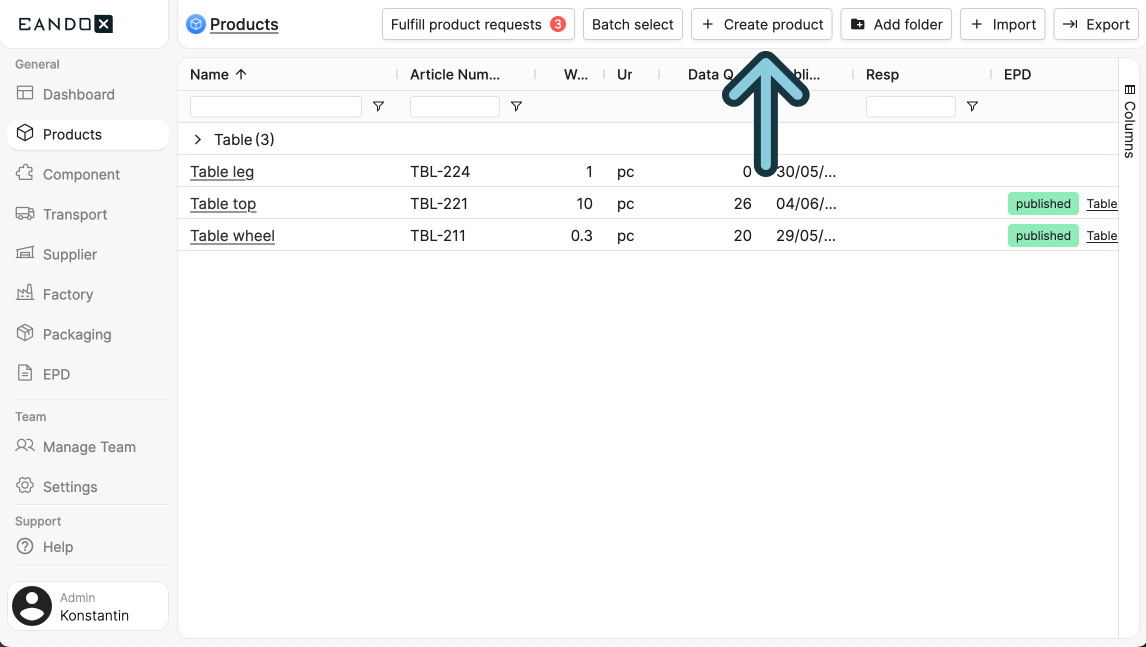 EANDOX
Products
Fulfill product requests 3
Batch select
+ Create product
Add folder
+ Import
Export
General
Dashboard
Products
Component
Transport
Supplier
Factory
Packaging
EPD
Team
Manage Team
Settings
Support
Help
Admin
Konstantin
Name
Article Num...
W...
Ur
Data Q
bli...
Resp
EPD
Columns
Table (3)
Table leg TBL-224 1 pc 0 30/05/...
Table top TBL-221 10 pc 26 04/06/... published Table
Table wheel TBL-211 0.3 pc 20 29/05/... published Table